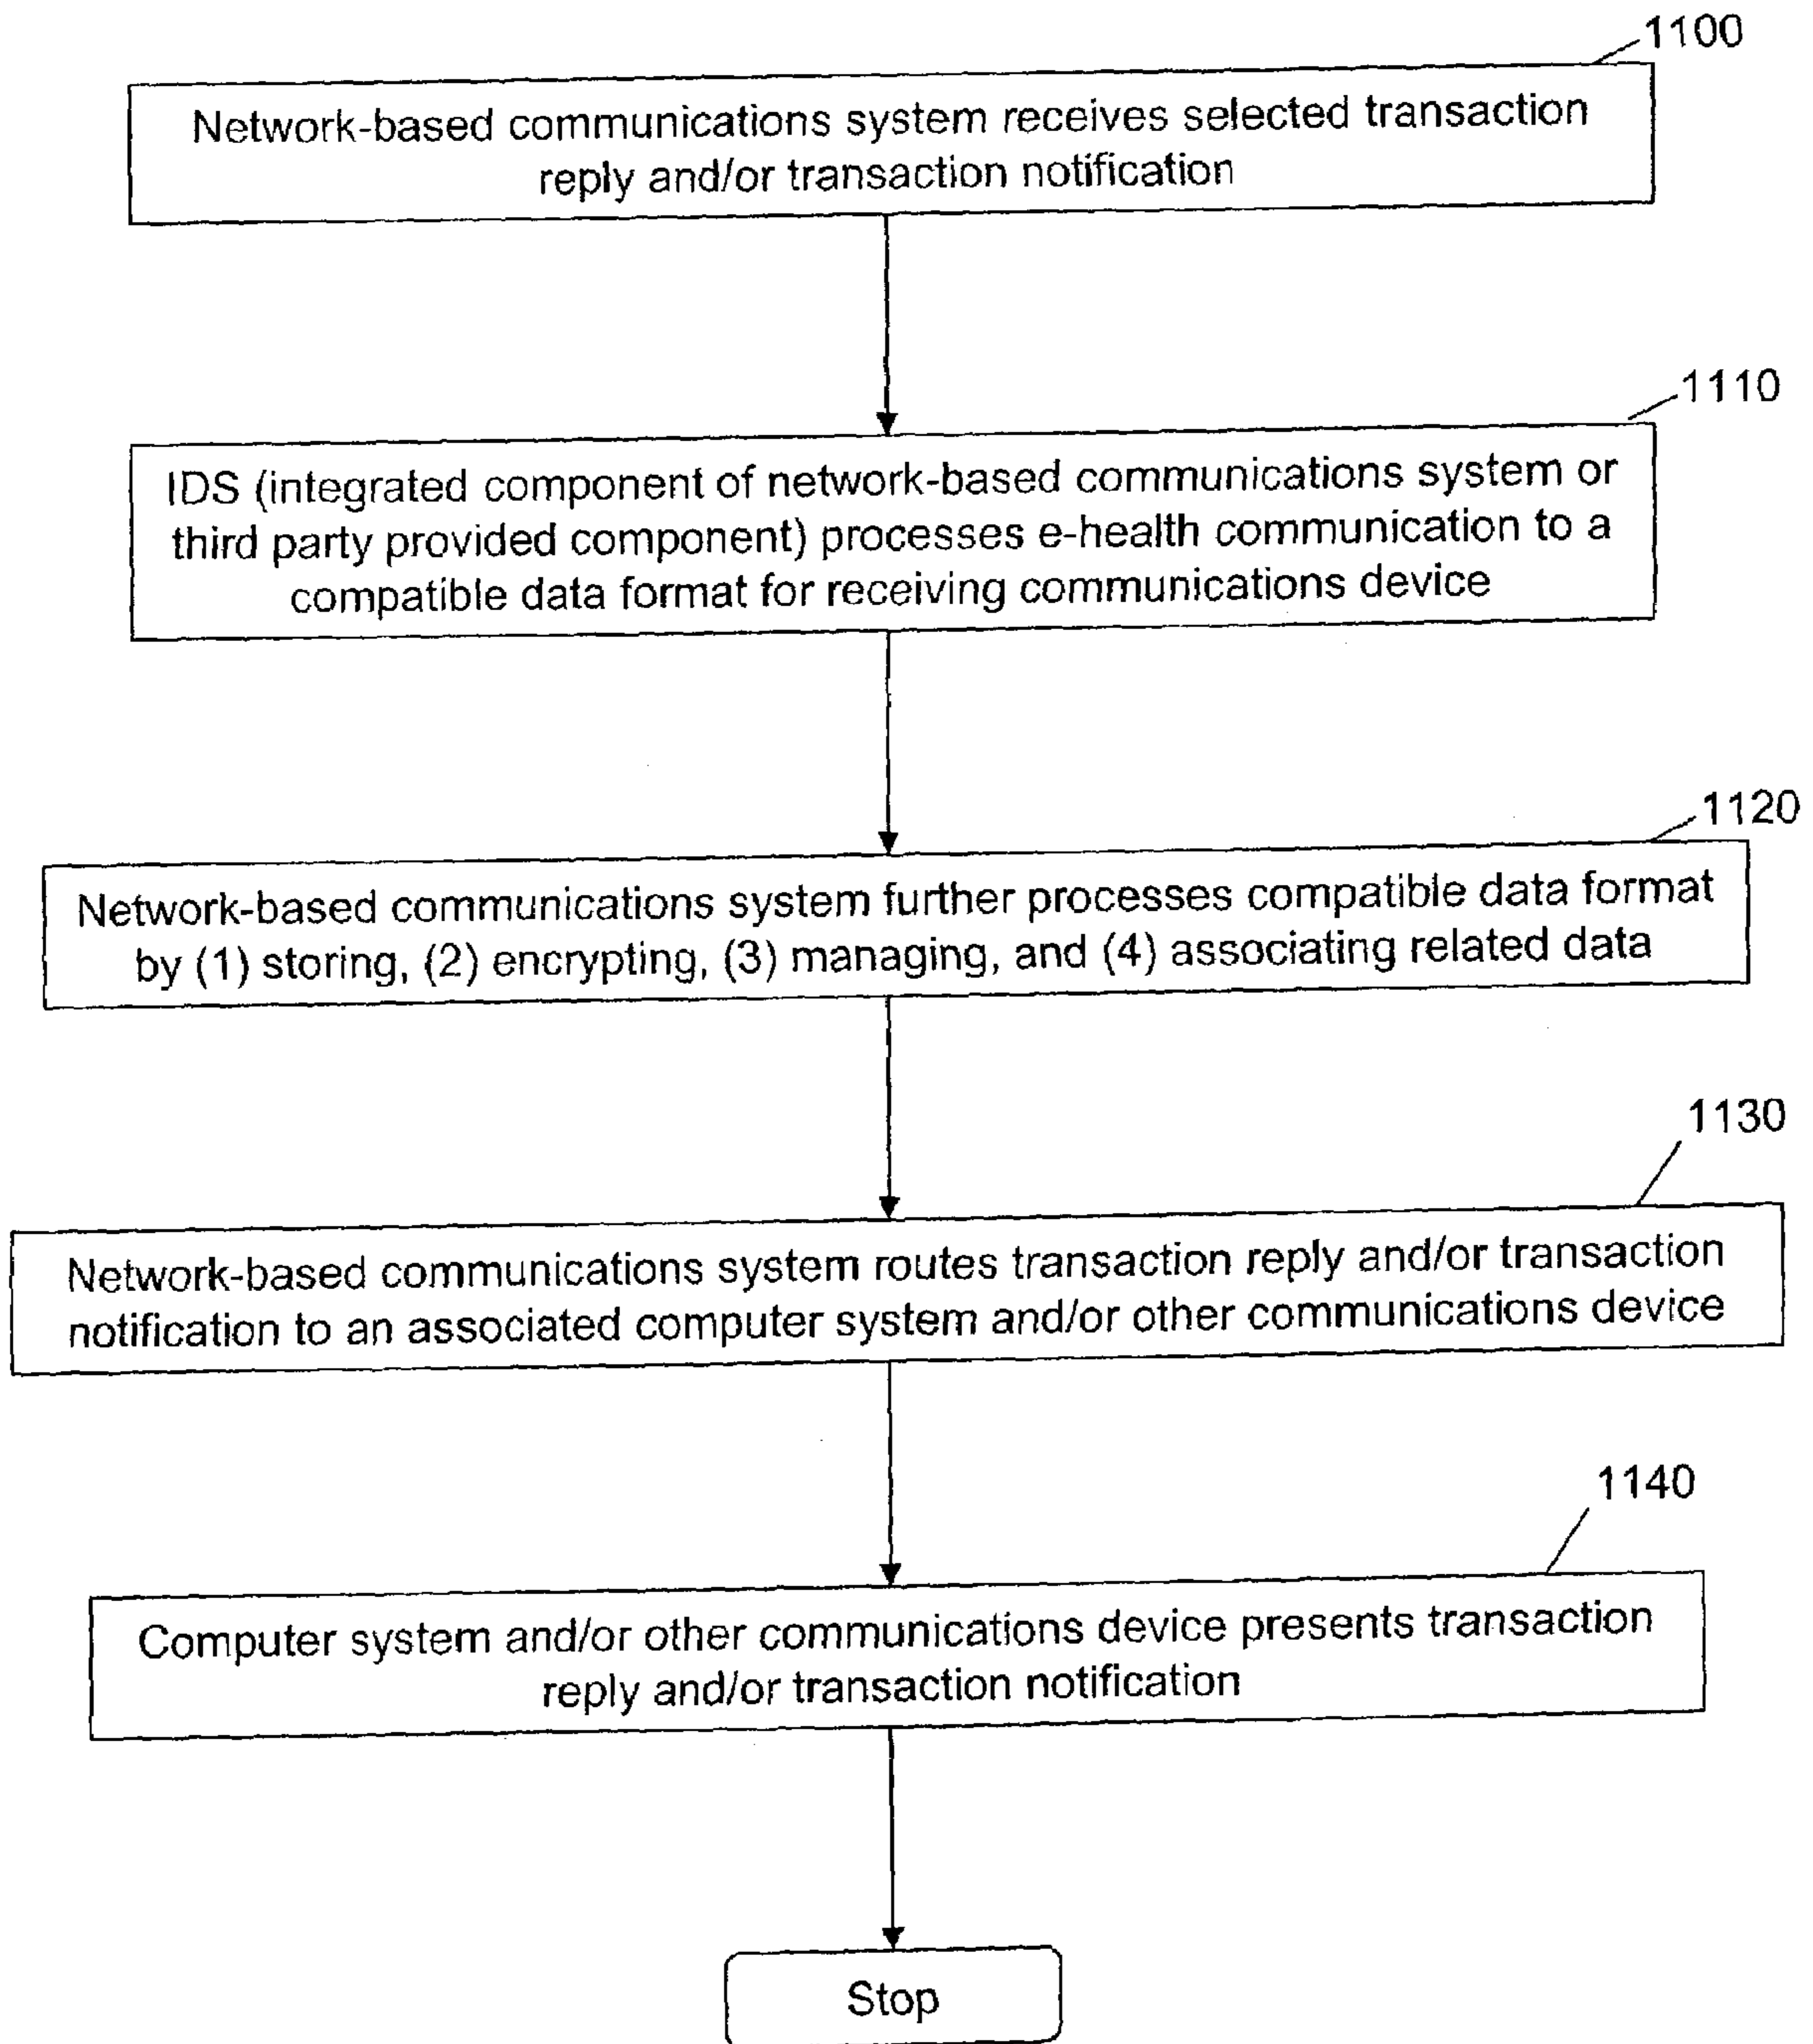 1100
Network-based communications system receives selected transaction
reply and/or transaction notification
1110
IDS (integrated component of network-based communications system or
third party provided component) processes e-health communication to a
compatible data format for receiving communications device
1120
Network-based communications system further processes compatible data format
by (1) storing, (2) encrypting, (3) managing, and (4) associating related data
1130
Network-based communications system routes transaction reply and/or transaction
notification to an associated computer system and/or other communications device
1140
Computer system and/or other communications device presents transaction
reply and/or transaction notification
Stop